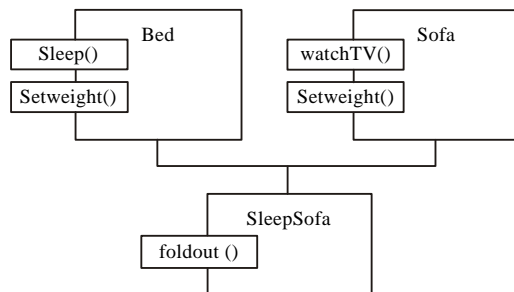 Bed
Sleep()
Setweight()
Sofa
watchTV()
Setweight()
SleepSofa
foldout ()